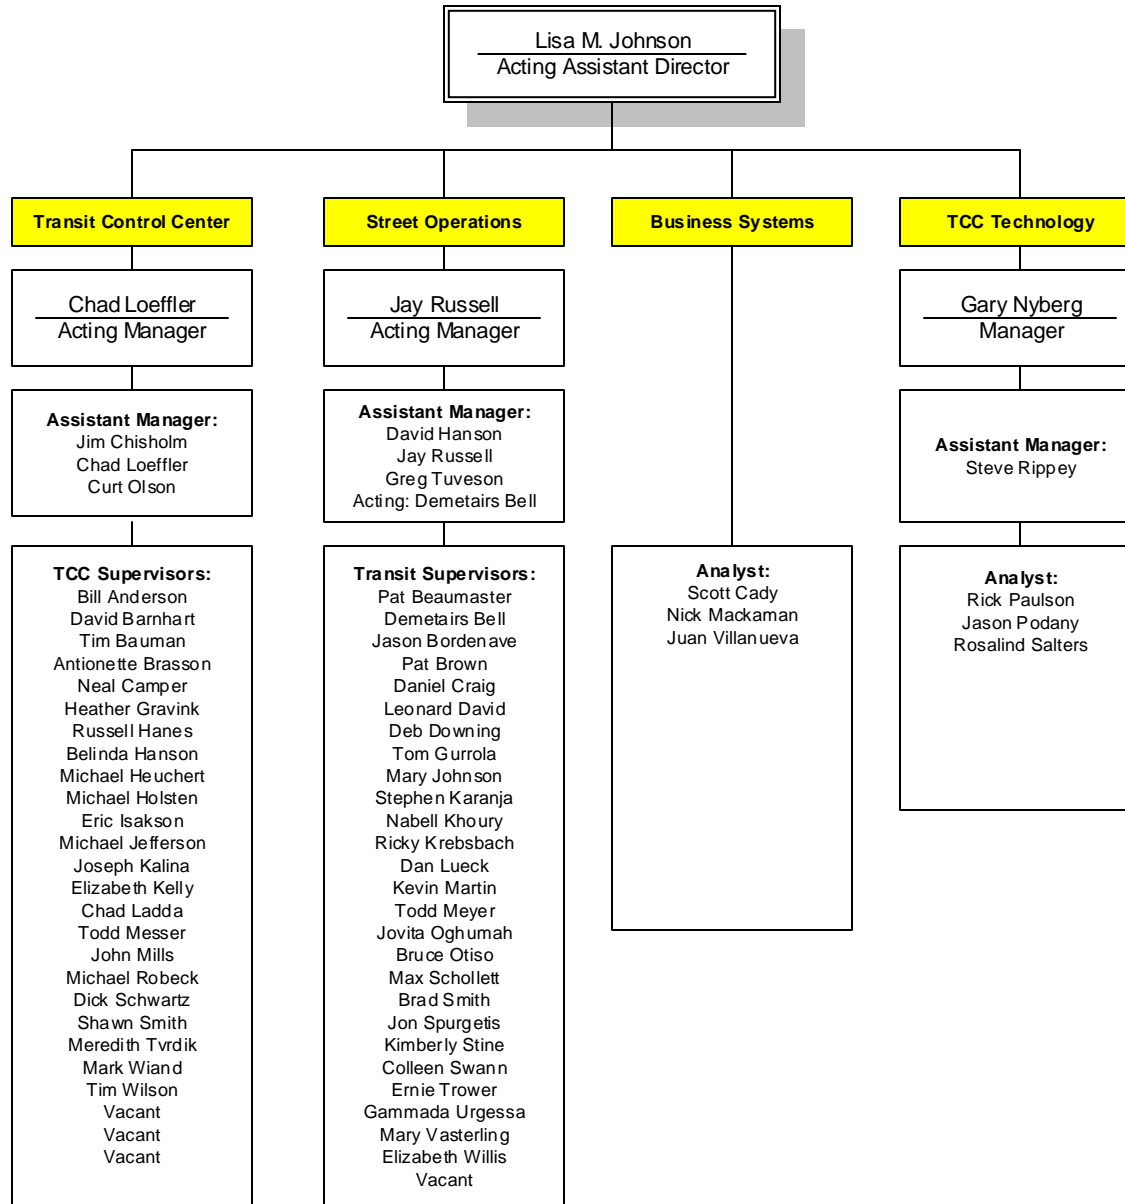 Lisa M. Johnson
Acting Assistant Director
Transit Control Center
Chad Loeffler
Acting Manager
Assistant Manager:
Jim Chisholm
Chad Loeffler
Curt Olson
TCC Supervisors:
Bill Anderson
David Barnhart
Tim Bauman
Antionette Brasson
Neal Camper
Heather Gravink
Russell Hanes
Belinda Hanson
Michael Heuchert
Michael Holsten
Eric Isakson
Michael Jefferson
Joseph Kalina
Elizabeth Kelly
Chad Ladda
Todd Messer
John Mills
Michael Robeck
Dick Schwartz
Shawn Smith
Meredith Tvrdik
Mark Wiand
Tim Wilson
Vacant
Vacant
Vacant
Street Operations
Jay Russell
Acting Manager
Assistant Manager:
David Hanson
Jay Russell
Greg Tuveson
Acting: Demetairs Bell
Transit Supervisors:
Pat Beaumaster
Demetairs Bell
Jason Bordenave
Pat Brown
Daniel Craig
Leonard David
Deb Downing
Tom Gurrola
Mary Johnson
Stephen Karanja
Nabell Khoury
Ricky Krebsbach
Dan Lueck
Kevin Martin
Todd Meyer
Jovita Oghumah
Bruce Otiso
Max Schollett
Brad Smith
Jon Spurgetis
Kimberly Stine
Colleen Swann
Ernie Trower
Gammada Urgessa
Mary Vasterling
Elizabeth Willis
Vacant
Business Systems
Analyst:
Scott Cady
Nick Mackaman
Juan Villanueva
TCC Technology
Gary Nyberg
Manager
Assistant Manager:
Steve Rippey
Analyst:
Rick Paulson
Jason Podany
Rosalind Salters